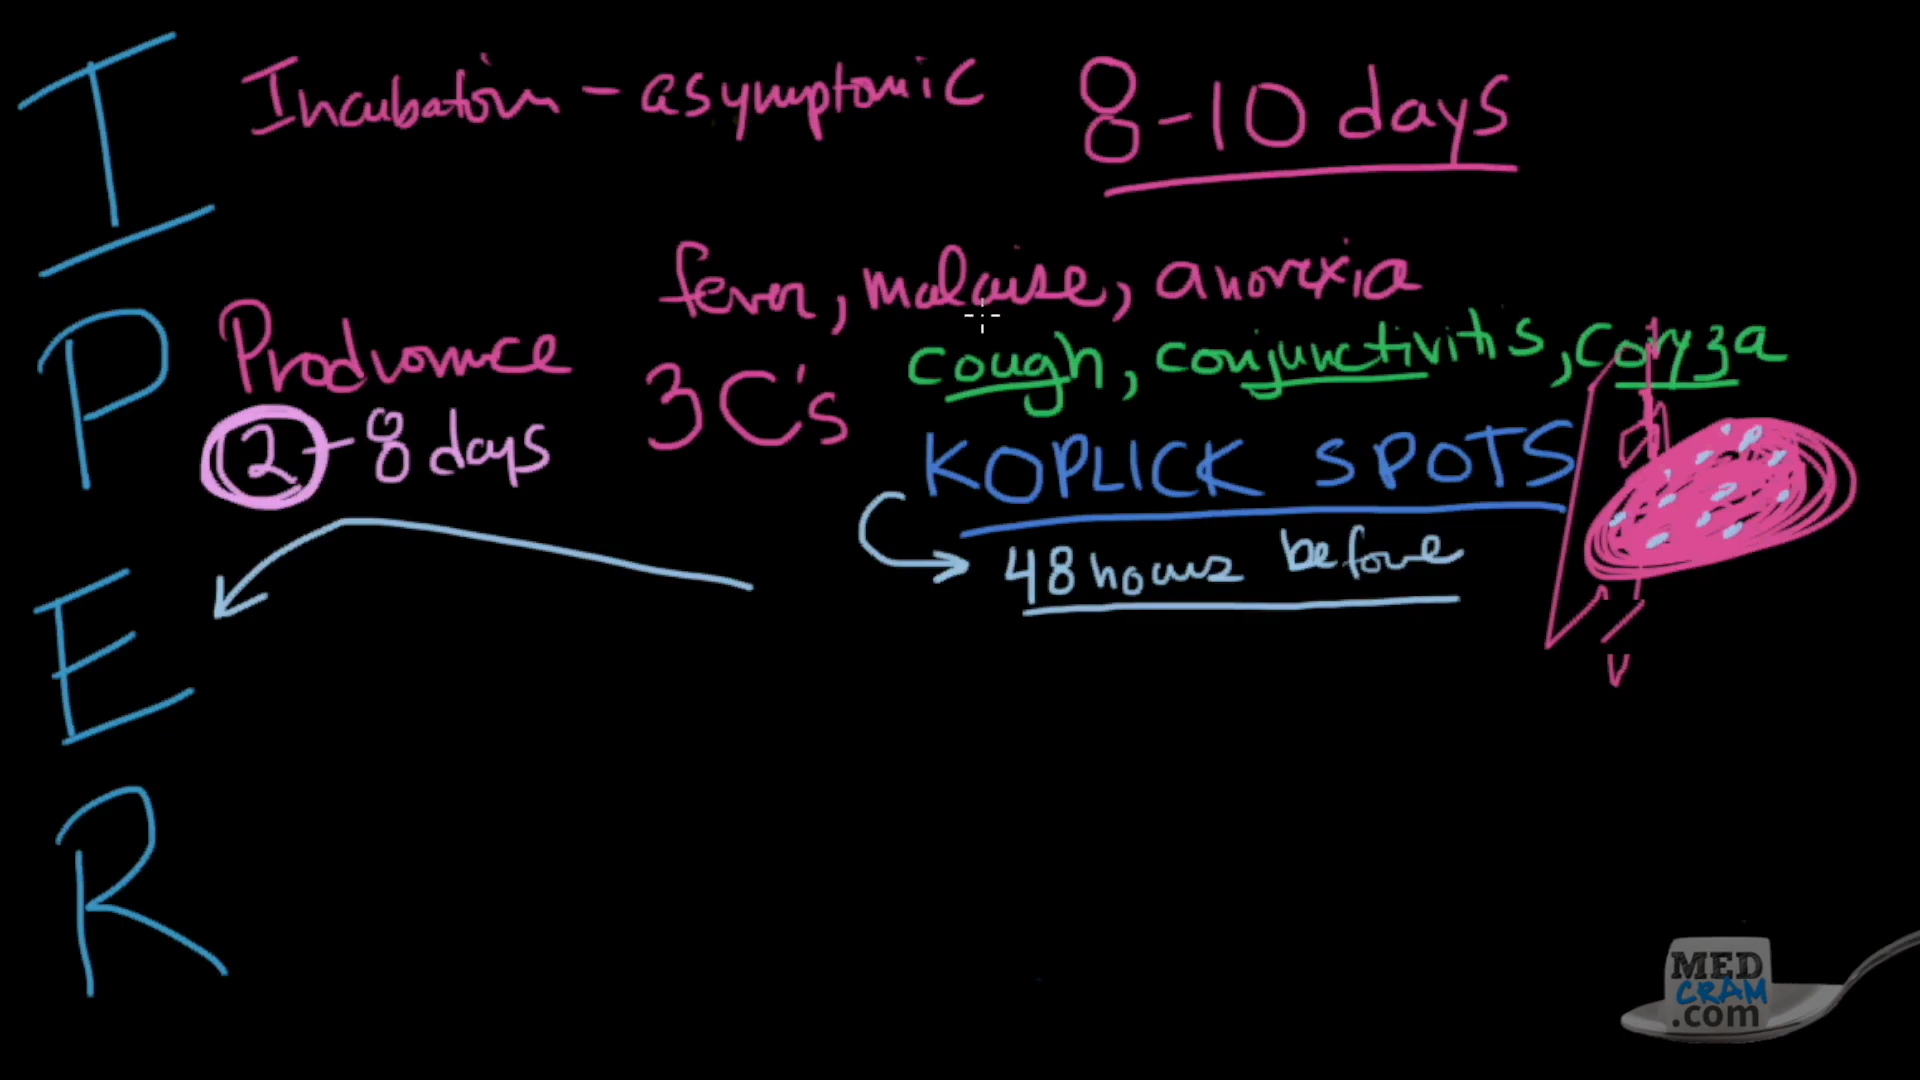 I
Incubation - asymptomic 8-10 days
P
fever, malaise, anorexia
Prodromce
3C's cough, conjunctivitis, coryza
2-8 days
KOPLICK SPOTS
48 hours before
E
R
MED
CRAM
.com